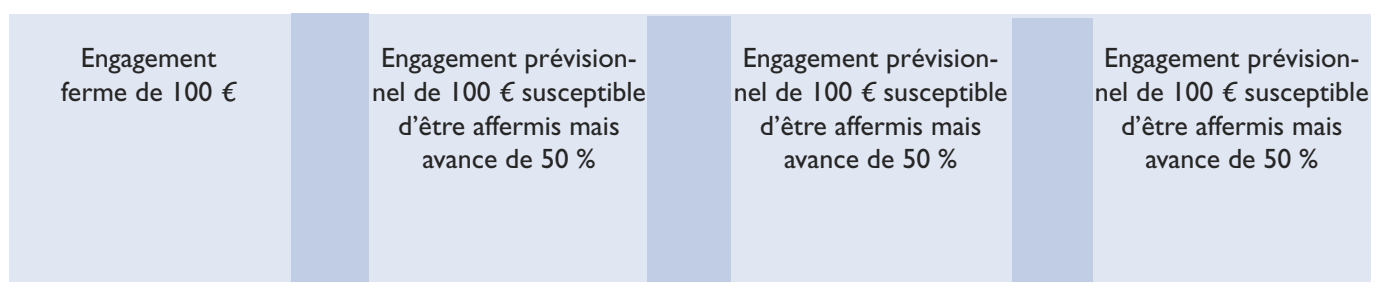 Engagement
ferme de 100 €
Engagement prévision-
nel de 100 € susceptible
d'être affermis mais
avance de 50 %
Engagement prévision-
nel de 100 € susceptible
d'être affermis mais
avance de 50 %
Engagement prévision-
nel de 100 € susceptible
d'être affermis mais
avance de 50 %